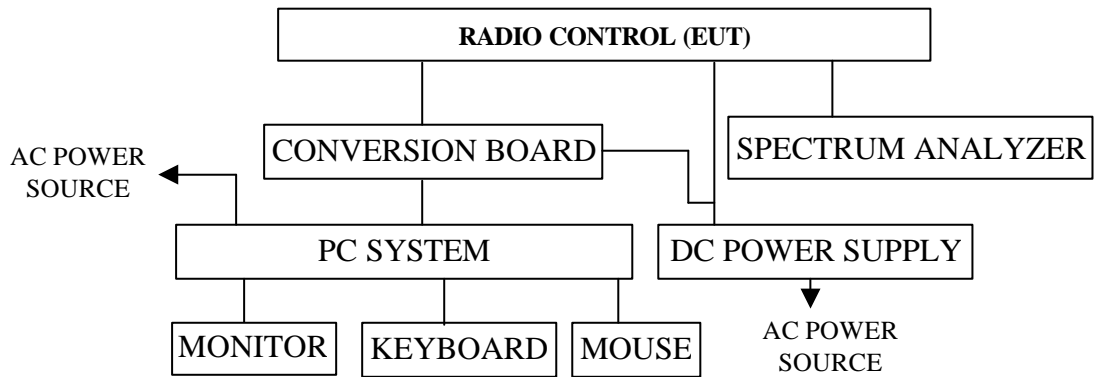 RADIO CONTROL (EUT)
CONVERSION BOARD
SPECTRUM ANALYZER
AC POWER
SOURCE
PC SYSTEM
DC POWER SUPPLY
MONITOR
KEYBOARD
MOUSE
AC POWER
SOURCE